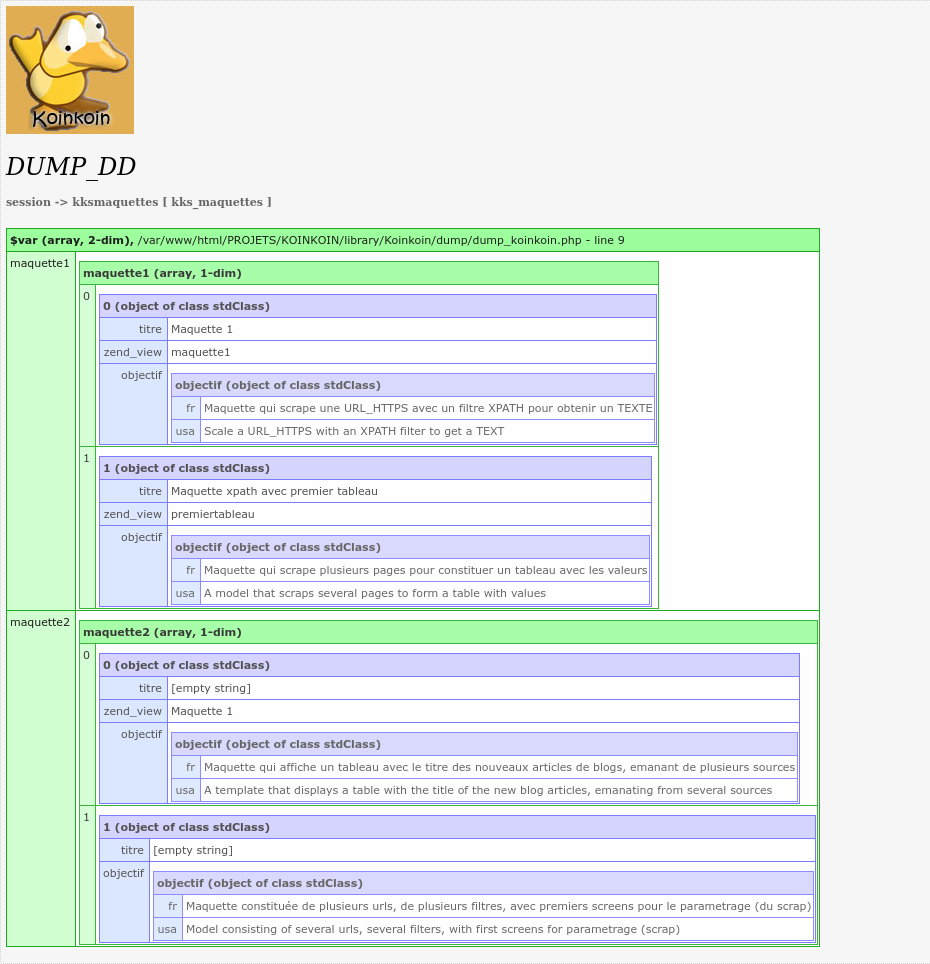 Koinkoin
DUMP_DD
session -> kksmaquettes [ kks_maquettes ]
$var (array, 2-dim), /var/www/html/PROJETS/KOINKOIN/library/Koinkoin/dump/dump_koinkoin.php - line 9
maquette1
maquette1 (array, 1-dim)
0
0 (object of class stdClass)
titre Maquette 1
zend_view maquette1
objectif
objectif (object of class stdClass)
fr Maquette qui scrape une URL_HTTPS avec un filtre XPATH pour obtenir un TEXTE
usa Scale a URL_HTTPS with an XPATH filter to get a TEXT
1
1 (object of class stdClass)
titre Maquette xpath avec premier tableau
zend_view premiertableau
objectif
objectif (object of class stdClass)
fr Maquette qui scrape plusieurs pages pour constituer un tableau avec les valeurs
usa A model that scraps several pages to form a table with values
maquette2
maquette2 (array, 1-dim)
0
0 (object of class stdClass)
titre [empty string]
zend_view Maquette 1
objectif
objectif (object of class stdClass)
fr Maquette qui affiche un tableau avec le titre des nouveaux articles de blogs, emanant de plusieurs sources
usa A template that displays a table with the title of the new blog articles, emanating from several sources
1
1 (object of class stdClass)
titre [empty string]
objectif
objectif (object of class stdClass)
fr Maquette constituée de plusieurs urls, de plusieurs filtres, avec premiers screens pour le parametrage (du scrap)
usa Model consisting of several urls, several filters, with first screens for parametrage (scrap)